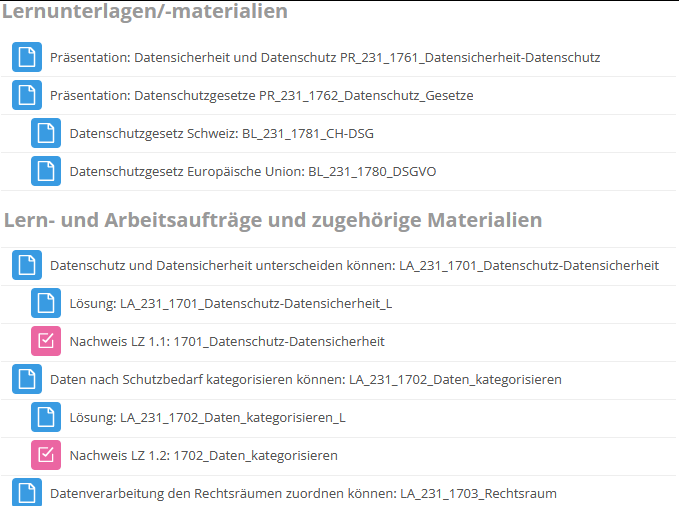 Lernunterlagen/-materialien
Präsentation: Datensicherheit und Datenschutz PR_231_1761_Datensicherheit-Datenschutz
Präsentation: Datenschutzgesetze PR_231_1762_Datenschutz_Gesetze
Datenschutzgesetz Schweiz: BL_231_1781_CH-DSG
Datenschutzgesetz Europäische Union: BL_231_1780_DSGVO
Lern- und Arbeitsaufträge und zugehörige Materialien
Datenschutz und Datensicherheit unterscheiden können: LA_231_1701_Datenschutz-Datensicherheit
Lösung: LA_231_1701_Datenschutz-Datensicherheit_L
Nachweis LZ 1.1: 1701_Datenschutz-Datensicherheit
Daten nach Schutzbedarf kategorisieren können: LA_231_1702_Daten_kategorisieren
Lösung: LA_231_1702_Daten_kategorisieren_L
Nachweis LZ 1.2: 1702_Daten_kategorisieren
Datenverarbeitung den Rechtsräumen zuordnen können: LA_231_1703_Rechtsraum